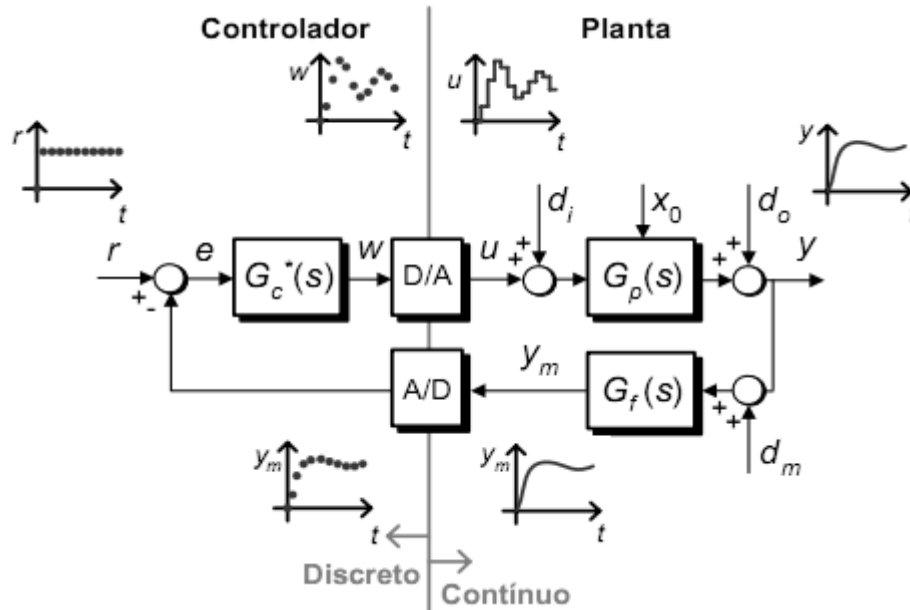 Controlador
Planta
w
t
u
t
r
t
y
t
d_i
x_0
d_o
r
e
G_c^*(s)
w
D/A
u
+
+
G_p(s)
+
+
y
+
-
A/D
y_m
G_f(s)
+
+
d_m
y_m
t
y_m
t
Discreto
Contínuo